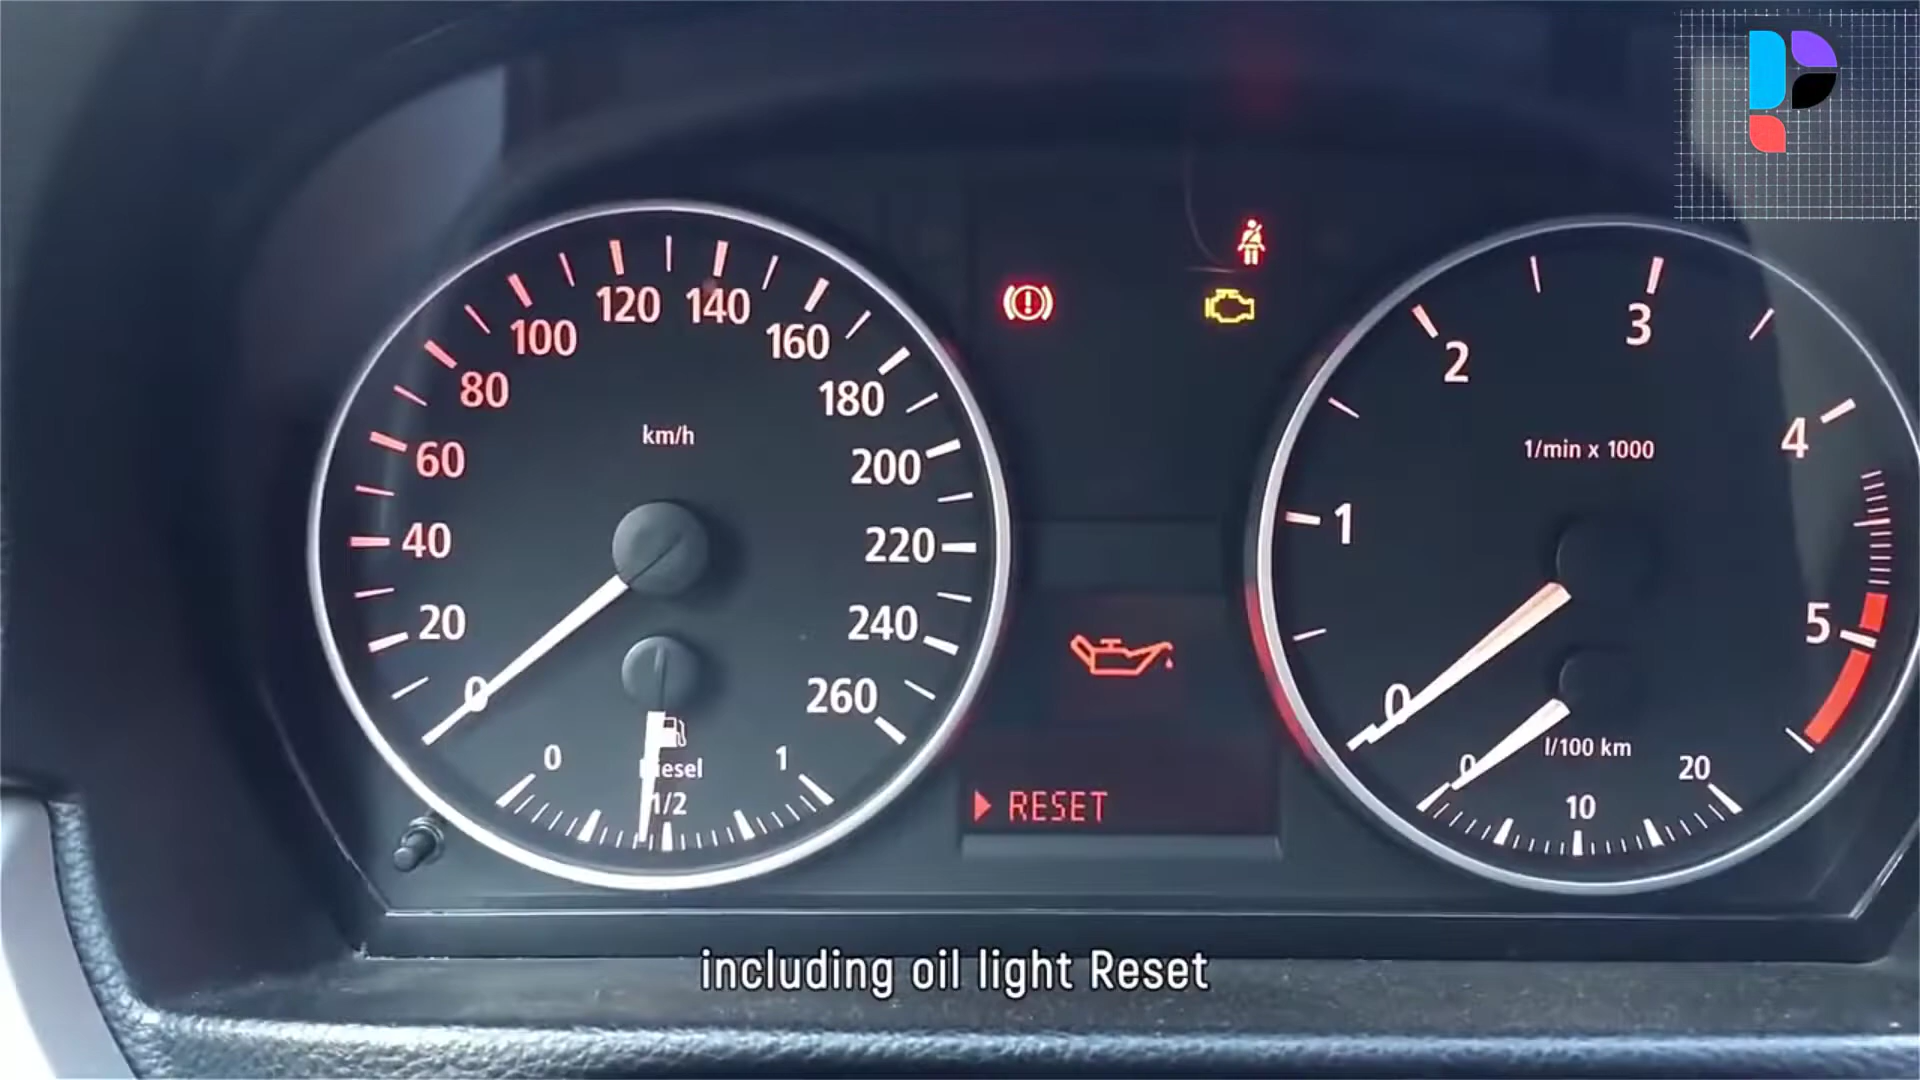 120 140
100 160
80 180
km/h
60 200
40 220
20 240
0 260
0 1
Diesel
1/2
RESET
2 3
1/min x 1000
4
1
5
0
l/100 km
0 20
10
including oil light Reset